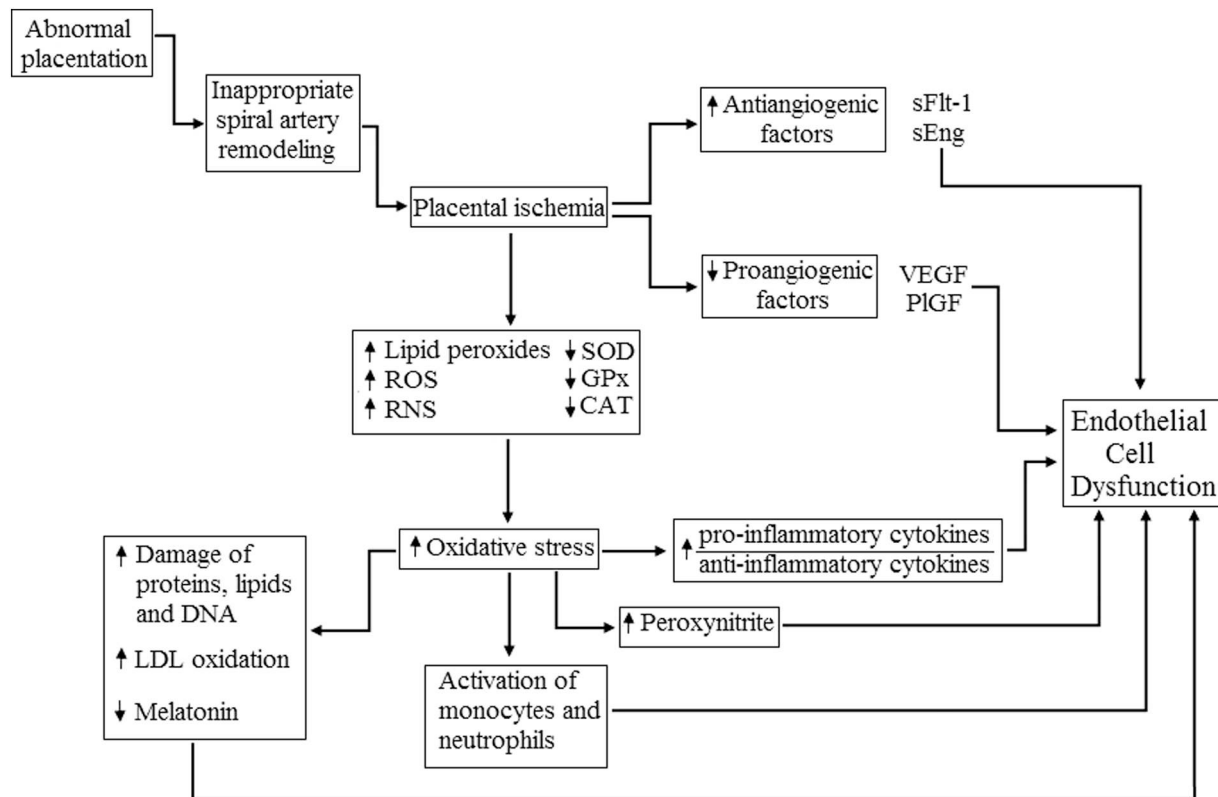 Abnormal
placentation
Inappropriate
spiral artery
remodeling
↑ Antiangiogenic
factors
sFlt-1
sEng
Placental ischemia
↓ Proangiogenic
factors
VEGF
PlGF
↑ Lipid peroxides ↓ SOD
↑ ROS ↓ GPx
↑ RNS ↓ CAT
Endothelial
Cell
Dysfunction
↑ Oxidative stress
↑ pro-inflammatory cytokines
anti-inflammatory cytokines
↑ Damage of
proteins, lipids
and DNA
↑ LDL oxidation
↓ Melatonin
↑ Peroxynitrite
Activation of
monocytes and
neutrophils